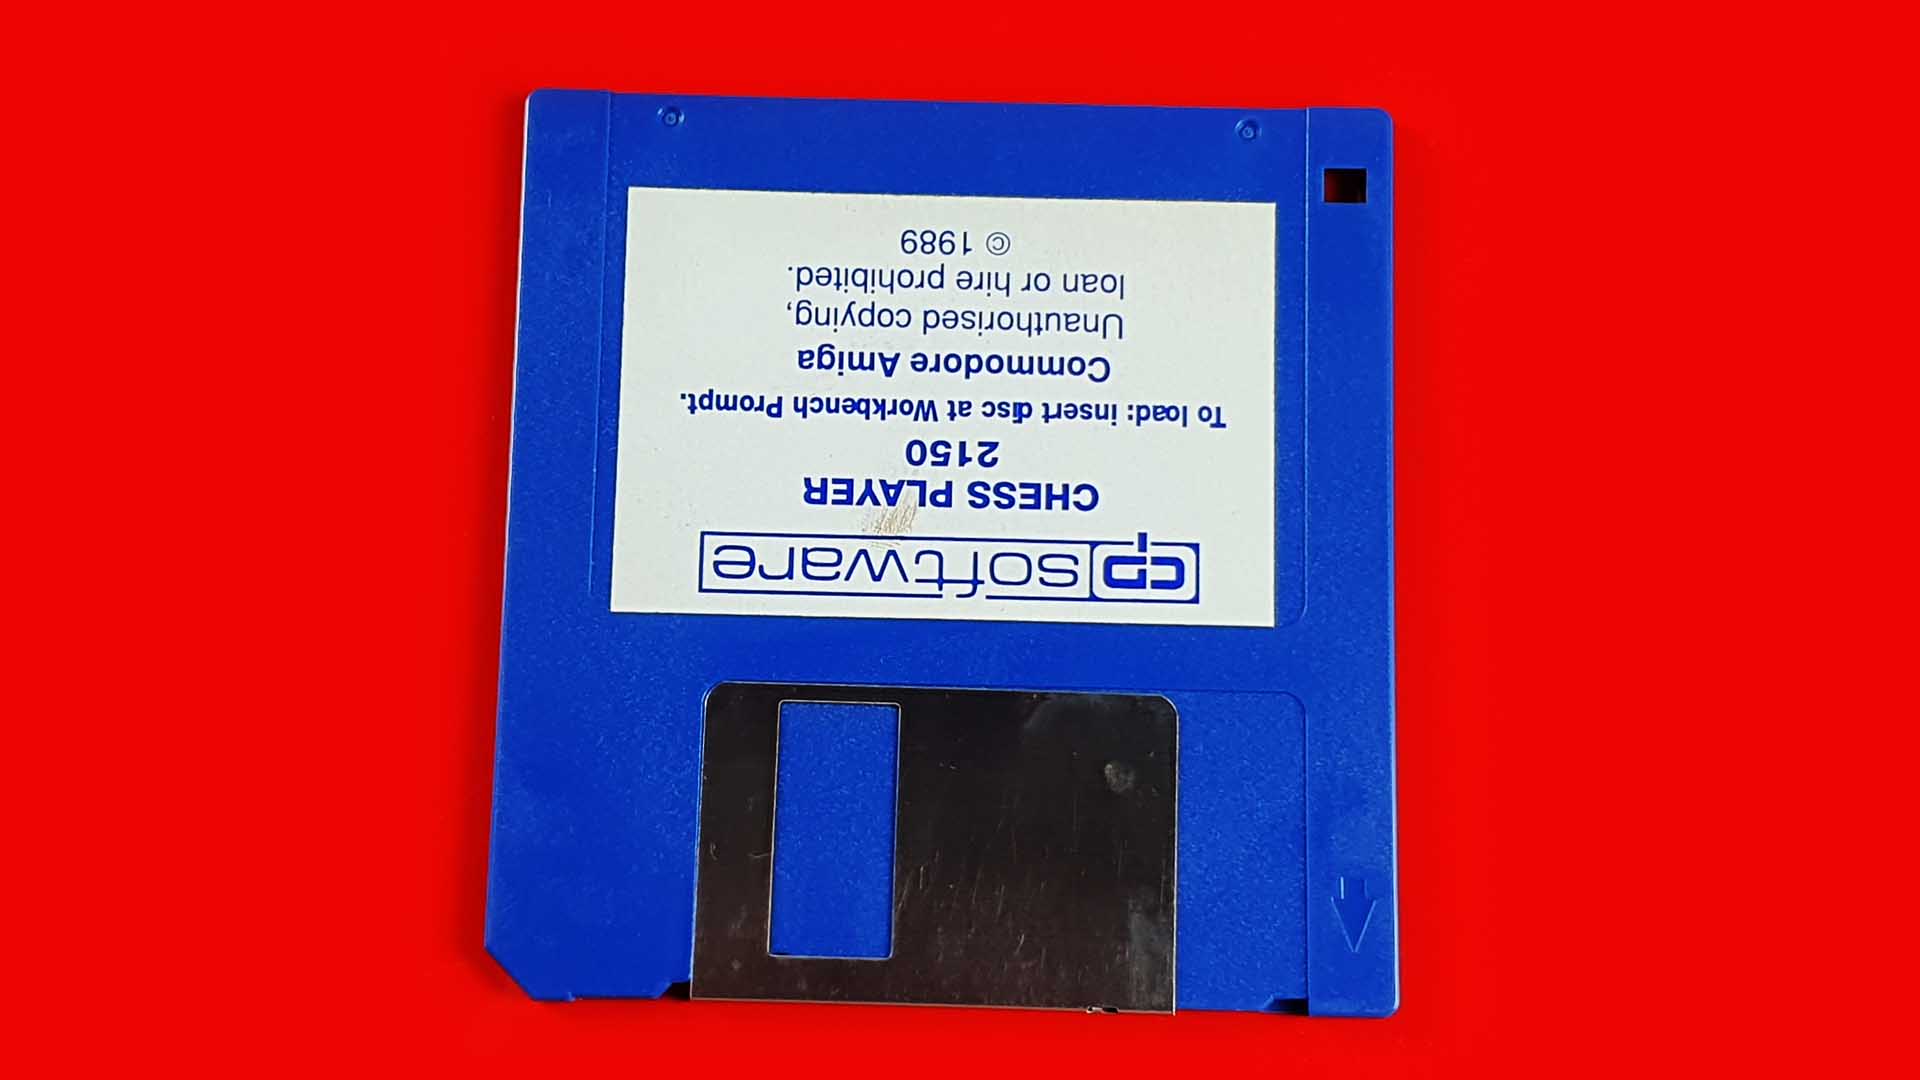 cp software
CHESS PLAYER
2150
To load: insert disc at Workbench Prompt.
Commodore Amiga
Unauthorised copying,
loan or hire prohibited.
© 1989